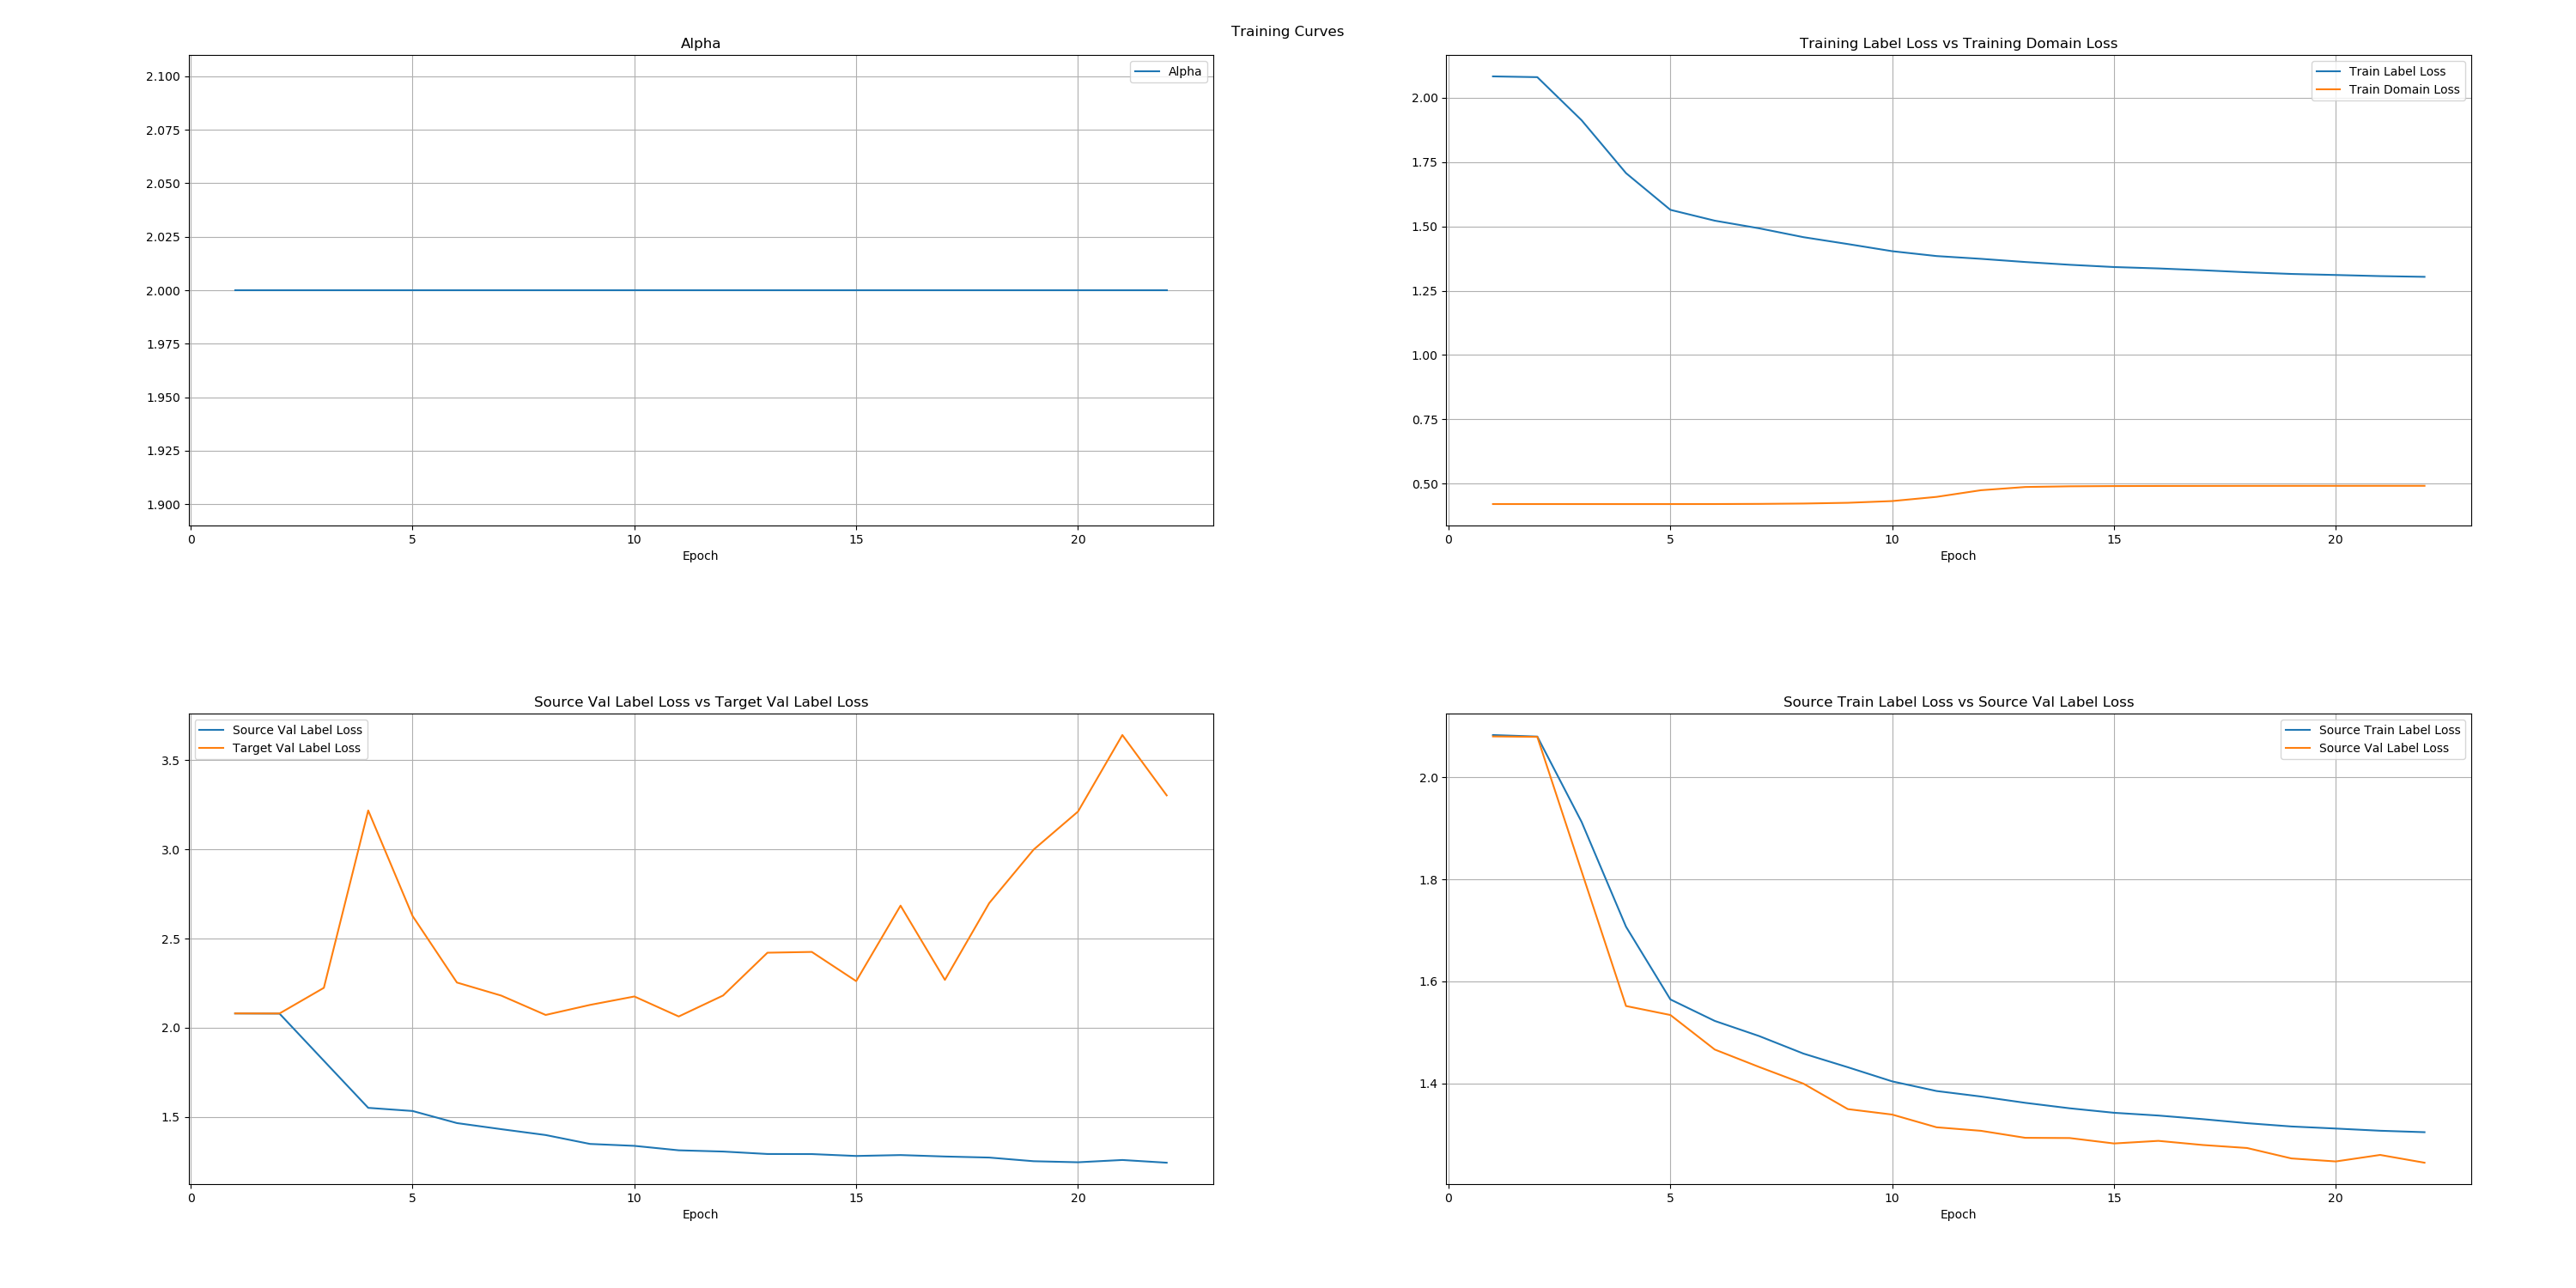 Training Curves
Alpha
Alpha
2.100
2.075
2.050
2.025
2.000
1.975
1.950
1.925
1.900
0
5
10
15
20
Epoch
Training Label Loss vs Training Domain Loss
Train Label Loss
Train Domain Loss
2.00
1.75
1.50
1.25
1.00
0.75
0.50
0
5
10
15
20
Epoch
Source Val Label Loss vs Target Val Label Loss
Source Val Label Loss
Target Val Label Loss
3.5
3.0
2.5
2.0
1.5
0
5
10
15
20
Epoch
Source Train Label Loss vs Source Val Label Loss
Source Train Label Loss
Source Val Label Loss
2.0
1.8
1.6
1.4
0
5
10
15
20
Epoch